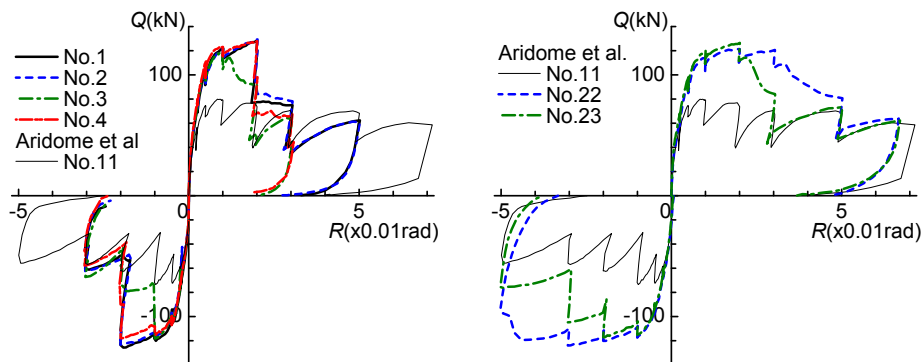 Q(kN)
No.1
No.2
No.3
No.4
Aridome et al
No.11
100
-5
0
5
R(x0.01rad)
-100
Q(kN)
Aridome et al.
No.11
No.22
No.23
100
-5
0
5
R(x0.01rad)
-100